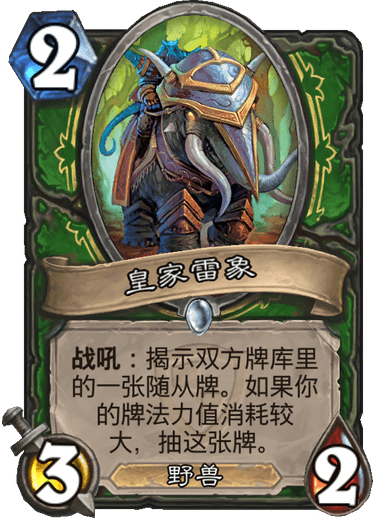 2
皇家雷象
战吼：揭示双方牌库里
的一张随从牌。如果你
的牌法力值消耗较
大，抽这张牌。
3
野兽
2